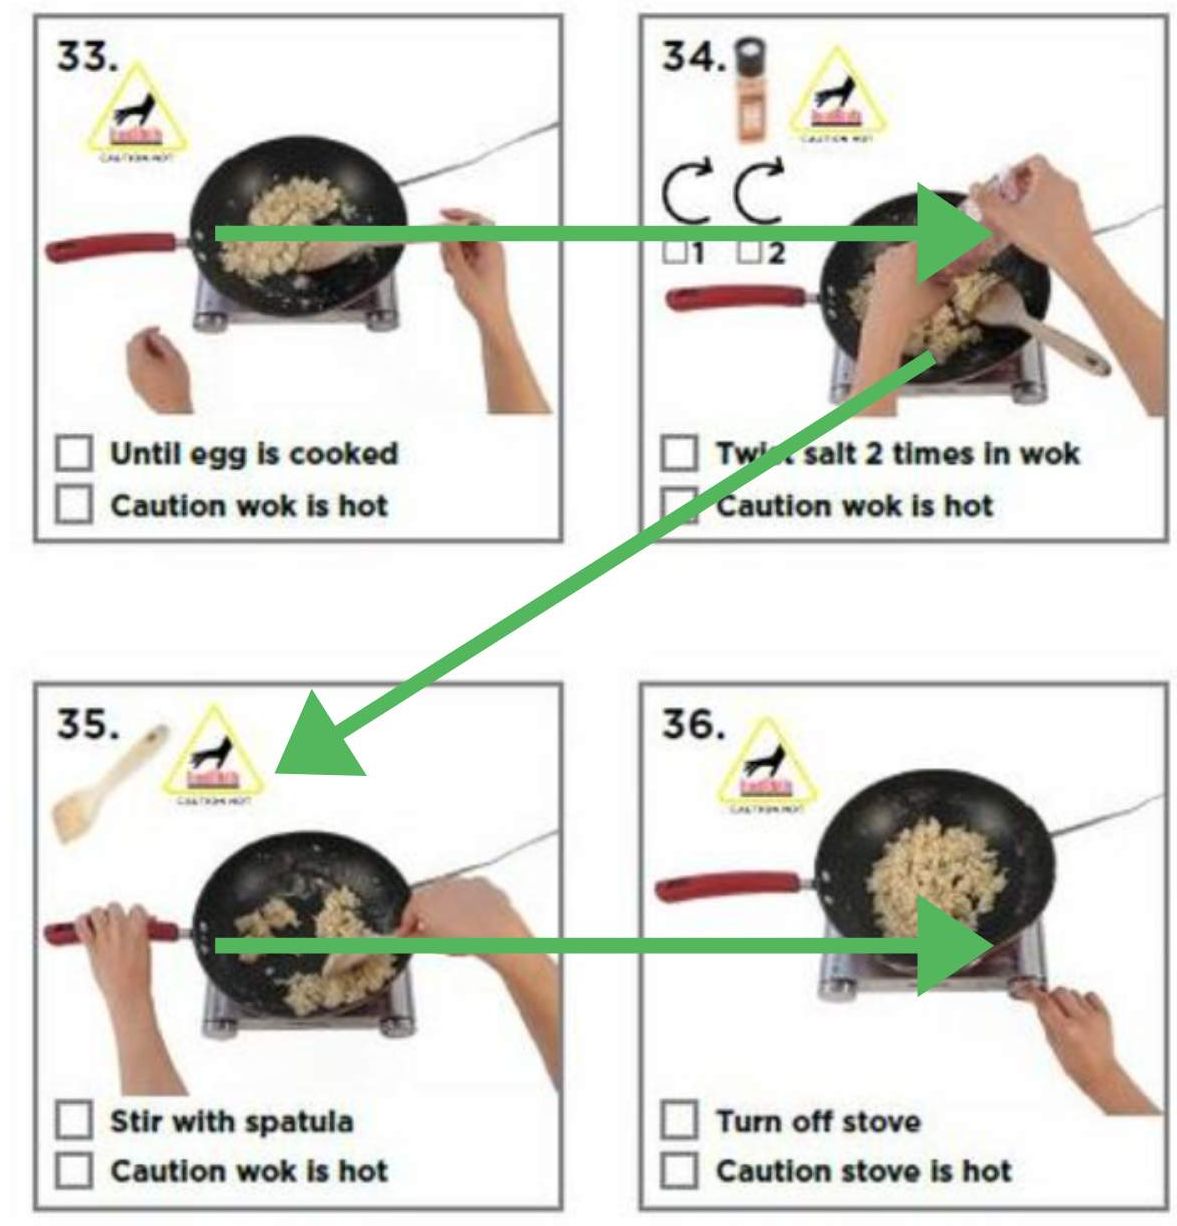 33.
CAUTION HOT
Until egg is cooked
Caution wok is hot
34.
CAUTION HOT
1 2
Twist salt 2 times in wok
Caution wok is hot
35.
CAUTION HOT
Stir with spatula
Caution wok is hot
36.
CAUTION HOT
Turn off stove
Caution stove is hot